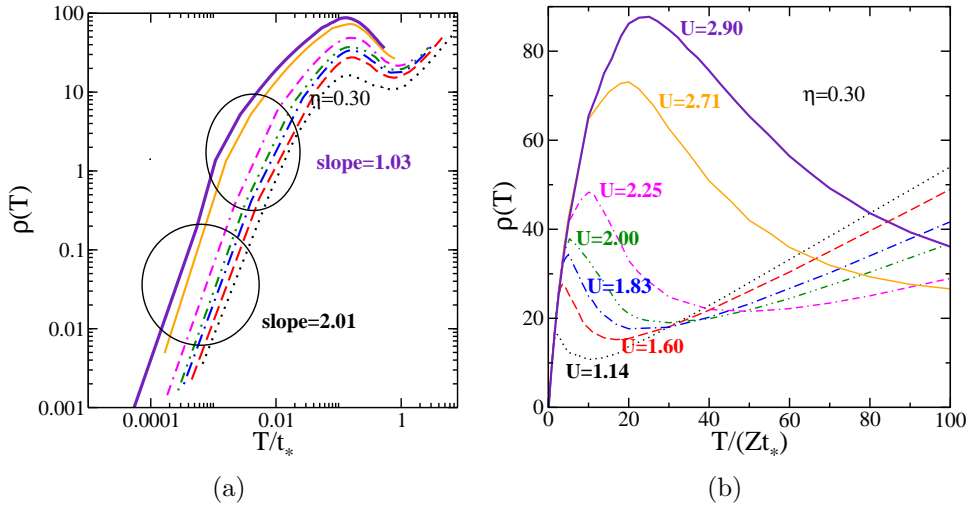 100
10
1
0.1
0.01
0.001
ρ(T)
η=0.30
slope=1.03
slope=2.01
0.0001
0.01
1
T/t*
(a)
80
60
40
20
0
ρ(T)
U=2.90
η=0.30
U=2.71
U=2.25
U=2.00
U=1.83
U=1.60
U=1.14
0
20
40
60
80
100
T/(Zt*)
(b)